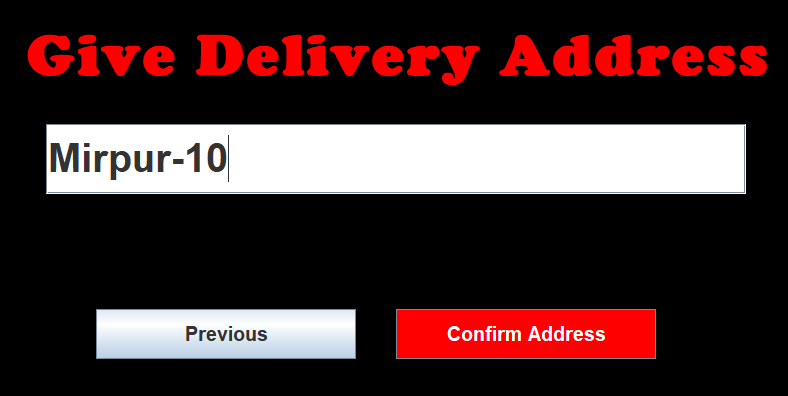 Give Delivery Address
Mirpur-10
Previous
Confirm Address